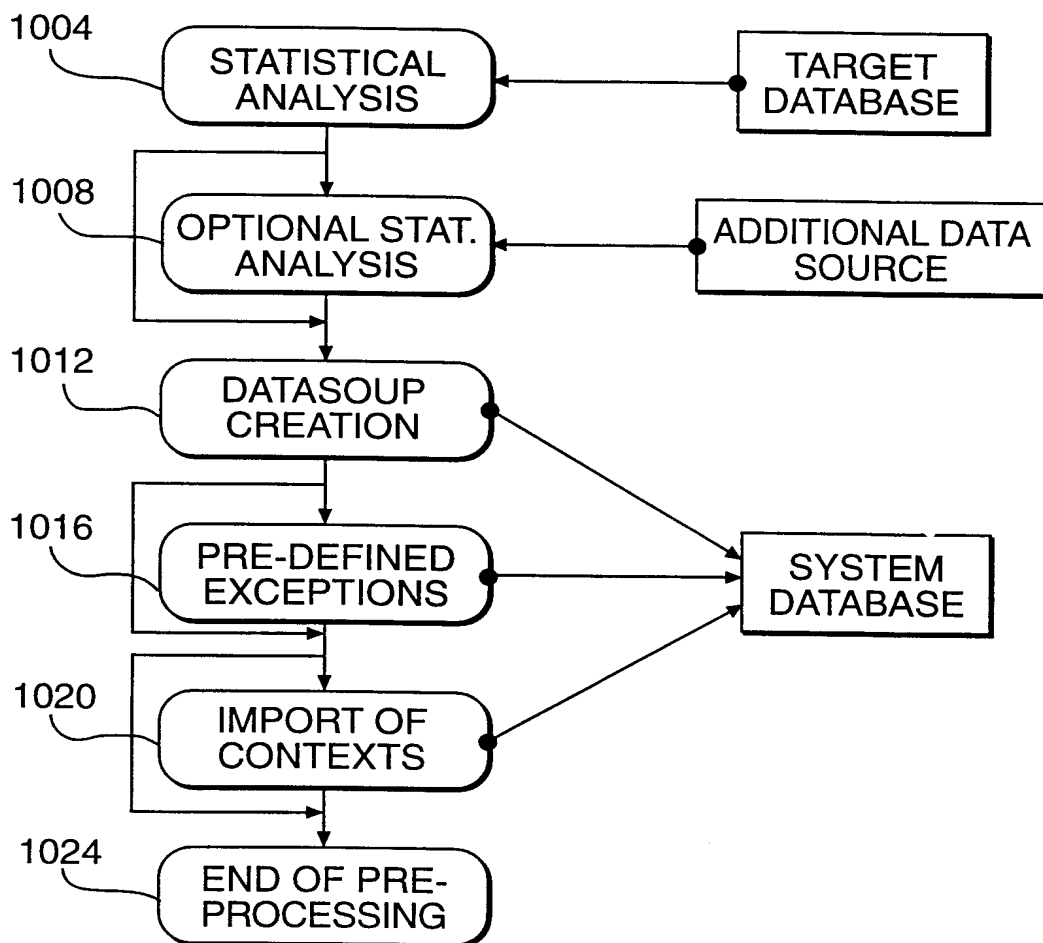 1004
STATISTICAL
ANALYSIS
TARGET
DATABASE
1008
OPTIONAL STAT.
ANALYSIS
ADDITIONAL DATA
SOURCE
1012
DATASOUP
CREATION
1016
PRE-DEFINED
EXCEPTIONS
SYSTEM
DATABASE
1020
IMPORT OF
CONTEXTS
1024
END OF PRE-
PROCESSING